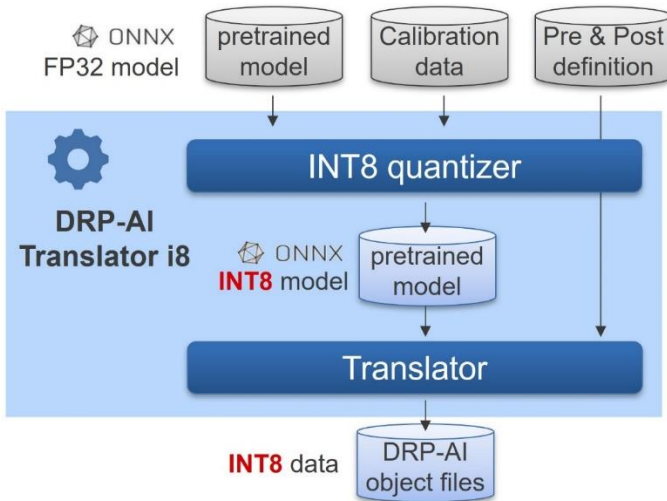 ONNX
FP32 model
pretrained
model
Calibration
data
Pre & Post
definition
INT8 quantizer
DRP-AI
Translator i8
ONNX
INT8 model
pretrained
model
Translator
INT8 data
DRP-AI
object files